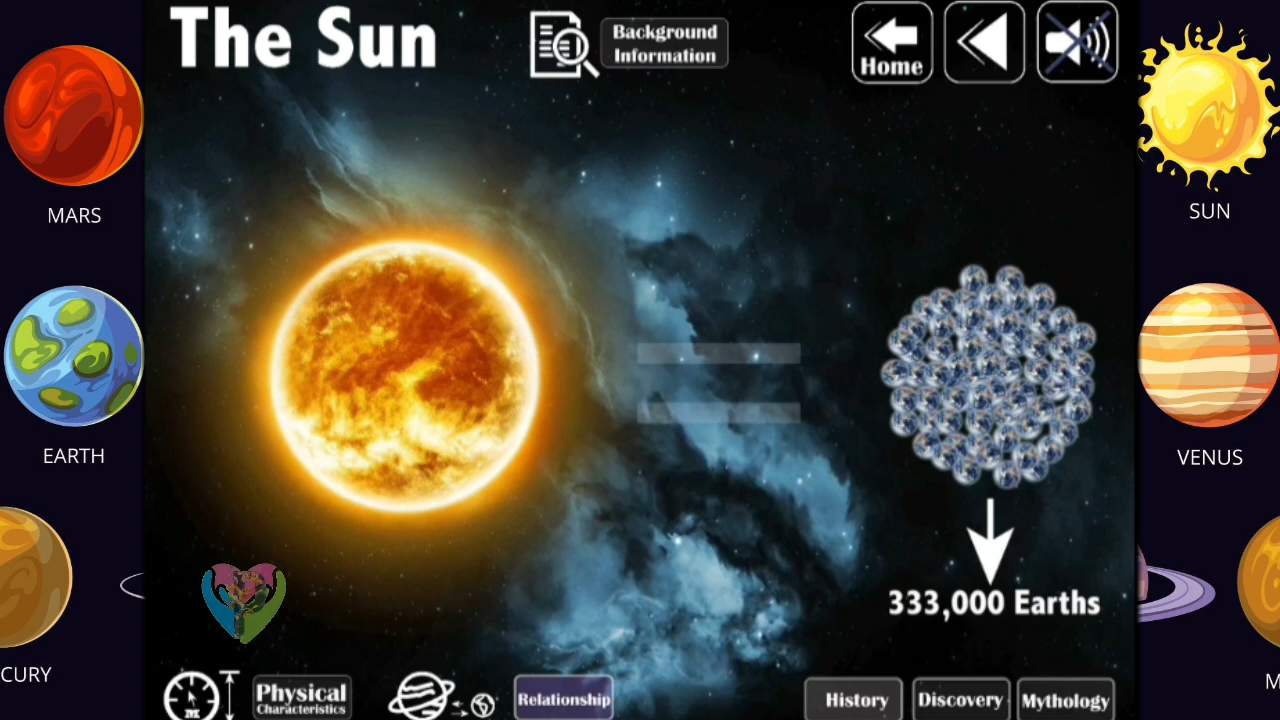 The Sun
Background
Information
Home
MARS
SUN
EARTH
VENUS
333,000 Earths
CURY
M
M
Physical
Characteristics
Relationship
History
Discovery
Mythology